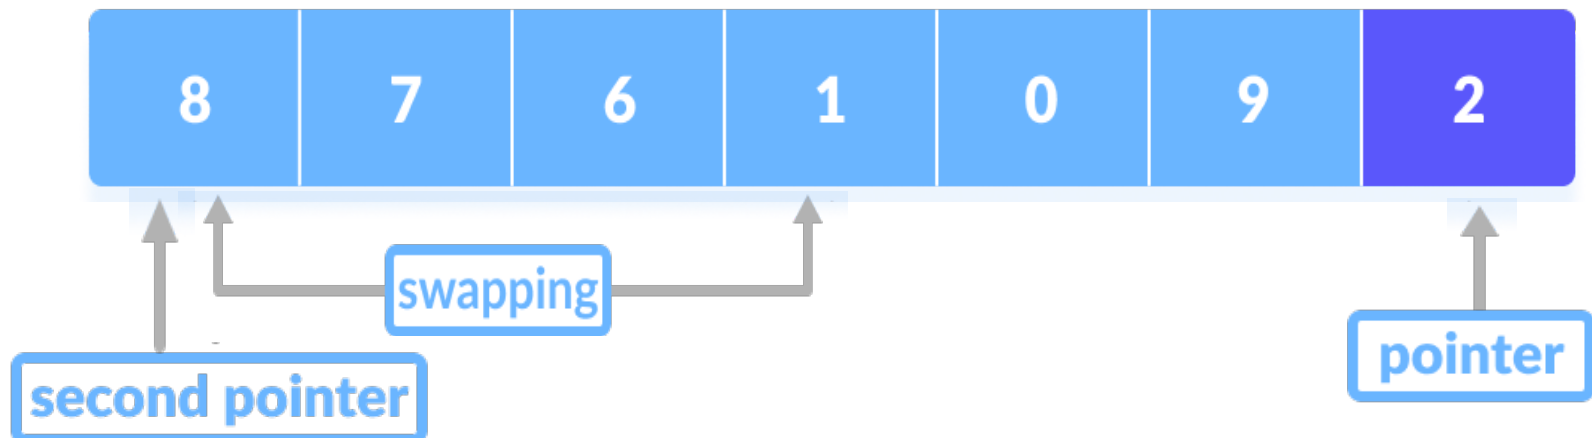 8 7 6 1 0 9 2
swapping
pointer
second pointer